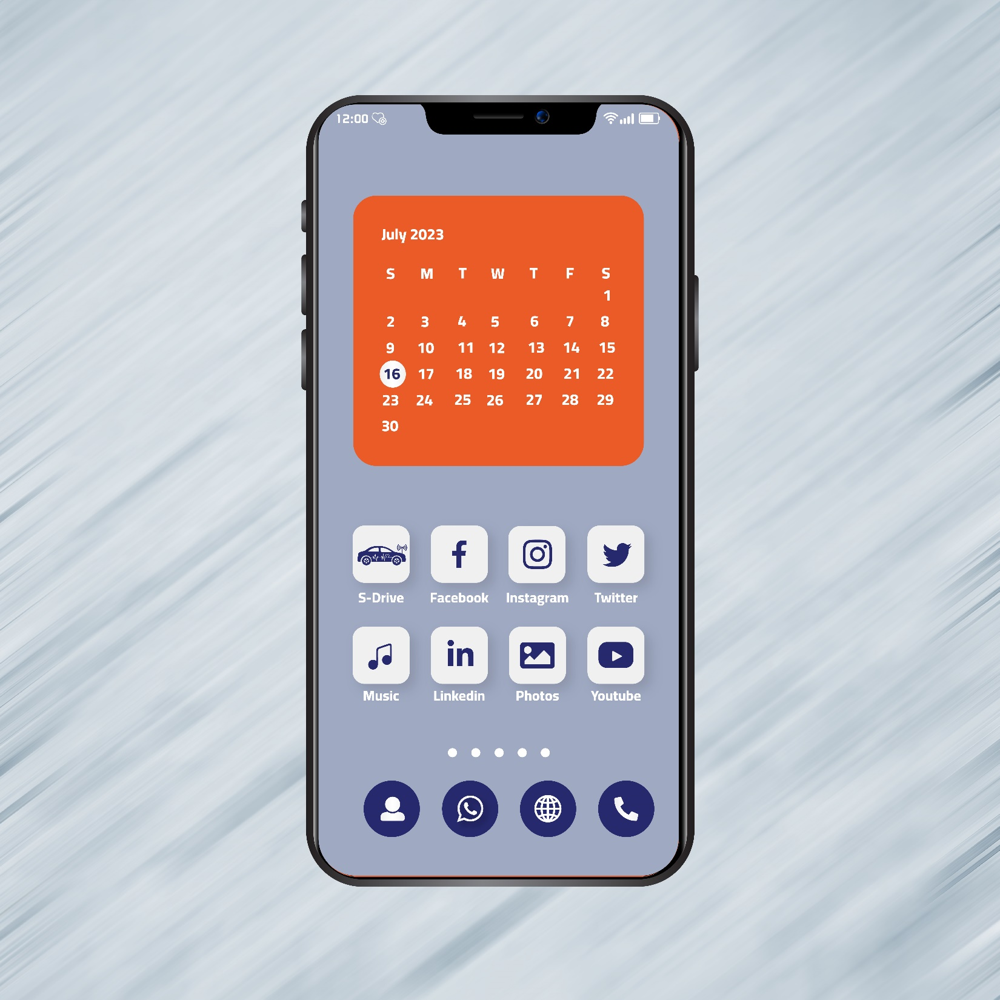 12:00
July 2023
S M T W T F S
1
2 3 4 5 6 7 8
9 10 11 12 13 14 15
16 17 18 19 20 21 22
23 24 25 26 27 28 29
30
S-Drive Facebook Instagram Twitter
in
Music Linkedin Photos Youtube